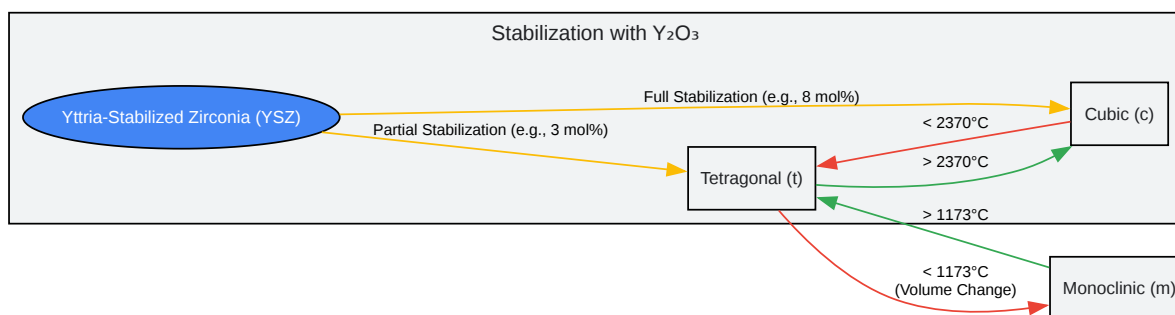 Stabilization with Y₂O₃
Yttria-Stabilized Zirconia (YSZ)
Full Stabilization (e.g., 8 mol%)
Partial Stabilization (e.g., 3 mol%)
Cubic (c)
< 2370°C
> 2370°C
Tetragonal (t)
> 1173°C
< 1173°C
(Volume Change)
Monoclinic (m)